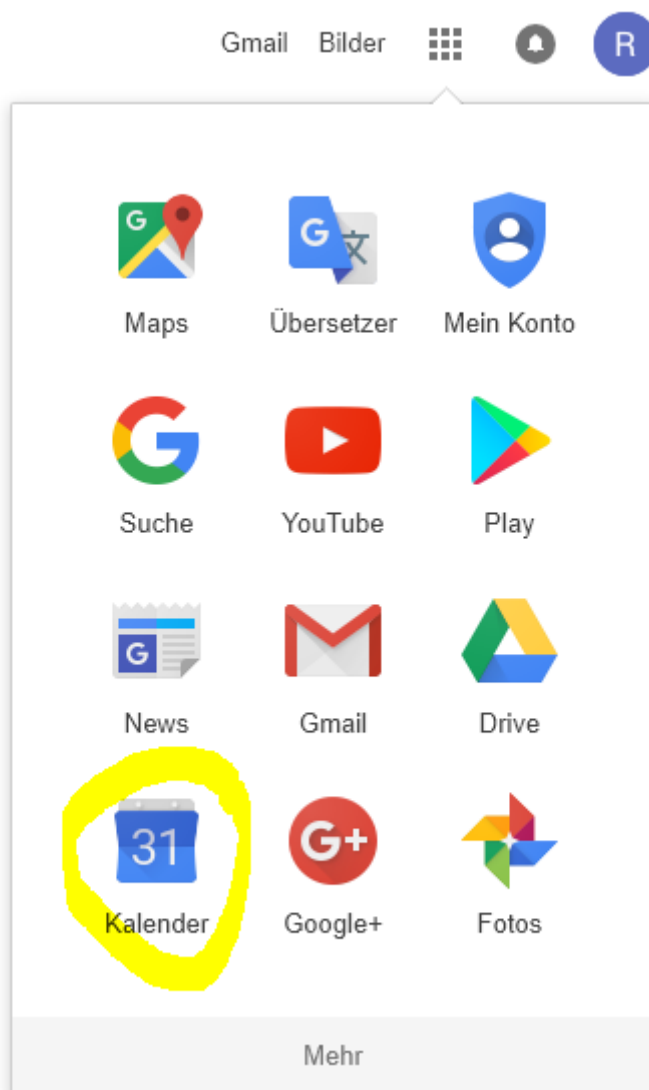 Gmail Bilder R
G G
Maps Übersetzer Mein Konto
Suche YouTube Play
G
News Gmail Drive
31 G+
Kalender Google+ Fotos
Mehr